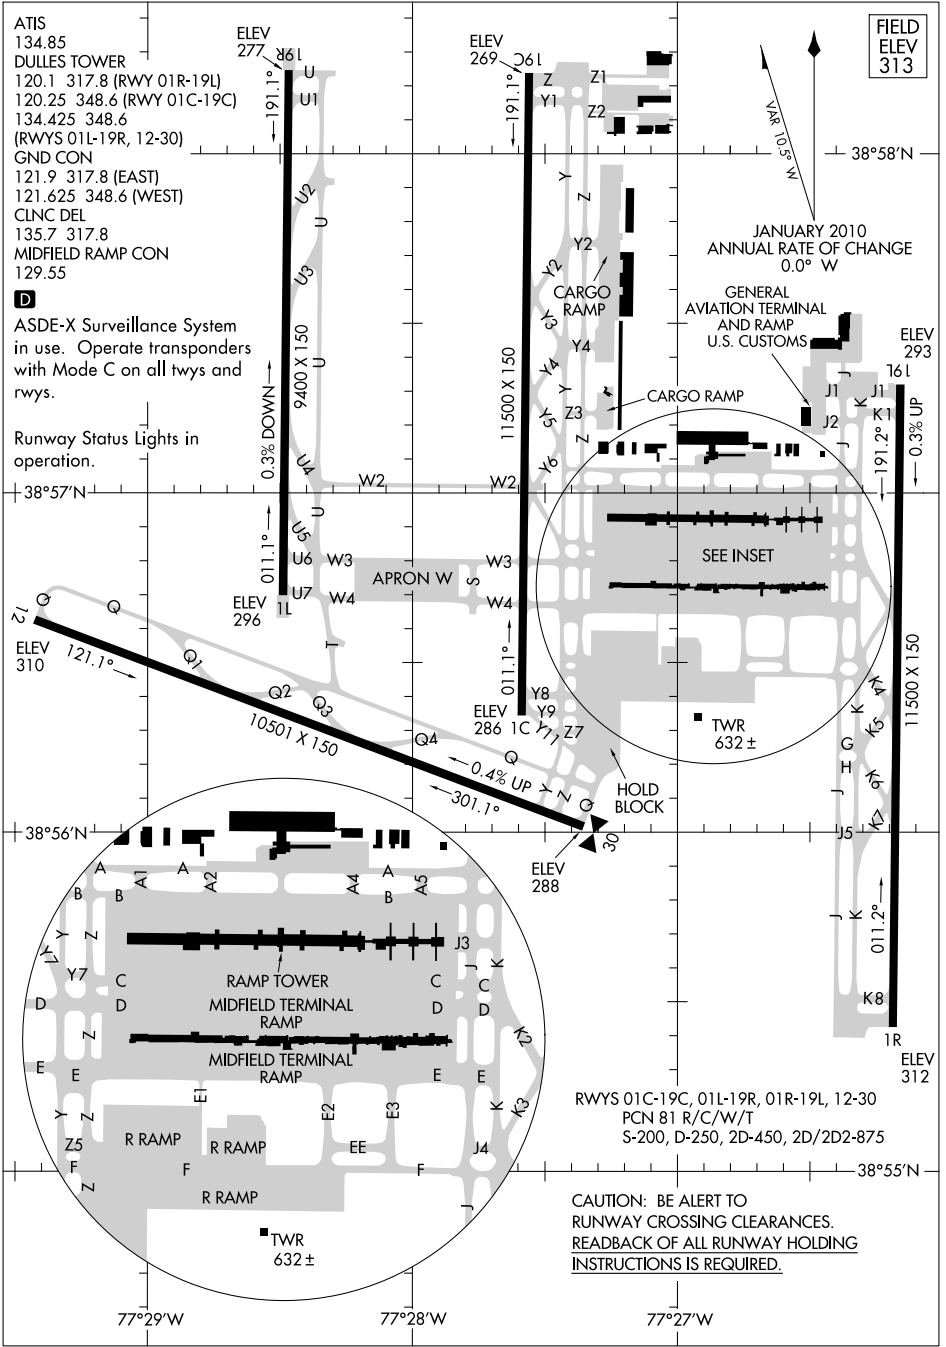 ATIS
134.85
DULLES TOWER
120.1 317.8 (RWY 01R-19L)
120.25 348.6 (RWY 01C-19C)
134.425 348.6
(RWYS 01L-19R, 12-30)
GND CON
121.9 317.8 (EAST)
121.625 348.6 (WEST)
CLNC DEL
135.7 317.8
MIDFIELD RAMP CON
129.55
D
ASDE-X Surveillance System
in use. Operate transponders
with Mode C on all twys and
rwys.
Runway Status Lights in
operation.
ELEV
277
19R
U
U1
191.1°
U2
U
U3
U
9400 X 150
0.3% DOWN
U4
W2
W2
U
U5
U6
W3
W3
011.1°
U7
W4
W4
APRON W
S
ELEV
296
1L
T
ELEV
269
19C
Z
Z1
Y1
Z2
191.1°
Y
Z
Y2
Y2
CARGO
RAMP
Y3
Y4
Y4
Y
11500 X 150
Y5
Z3
Z
Y6
CARGO RAMP
011.1°
Y8
Y9
Y11
Z7
ELEV
286
1C
FIELD
ELEV
313
VAR 10.5° W
38°58'N
JANUARY 2010
ANNUAL RATE OF CHANGE
0.0° W
GENERAL
AVIATION TERMINAL
AND RAMP
U.S. CUSTOMS
ELEV
293
19L
J
J1
J1
K
K1
J2
J
191.2°
0.3% UP
38°57'N
SEE INSET
11500 X 150
K4
K
K5
G
H
K6
J
K7
J5
TWR
632 ±
HOLD
BLOCK
J
K
011.2°
K8
1R
ELEV
312
12
Q
Q
ELEV
310
121.1°
Q1
Q2
Q3
10501 X 150
Q4
Q
0.4% UP
301.1°
Y
Z
Q
30
ELEV
288
38°56'N
A
A1
A
A2
A4
A
A5
B
B
B
Y
Z
Y7
Y7
J3
J
K
RAMP TOWER
C
C
C
D
D
D
D
MIDFIELD TERMINAL
RAMP
Z
K2
MIDFIELD TERMINAL
RAMP
E
E
E
E
E1
E2
E3
K
K3
Y
Z
R RAMP
R RAMP
EE
J4
Z5
F
F
F
Z
R RAMP
J
TWR
632 ±
RWYS 01C-19C, 01L-19R, 01R-19L, 12-30
PCN 81 R/C/W/T
S-200, D-250, 2D-450, 2D/2D2-875
38°55'N
CAUTION: BE ALERT TO
RUNWAY CROSSING CLEARANCES.
READBACK OF ALL RUNWAY HOLDING
INSTRUCTIONS IS REQUIRED.
77°29'W
77°28'W
77°27'W